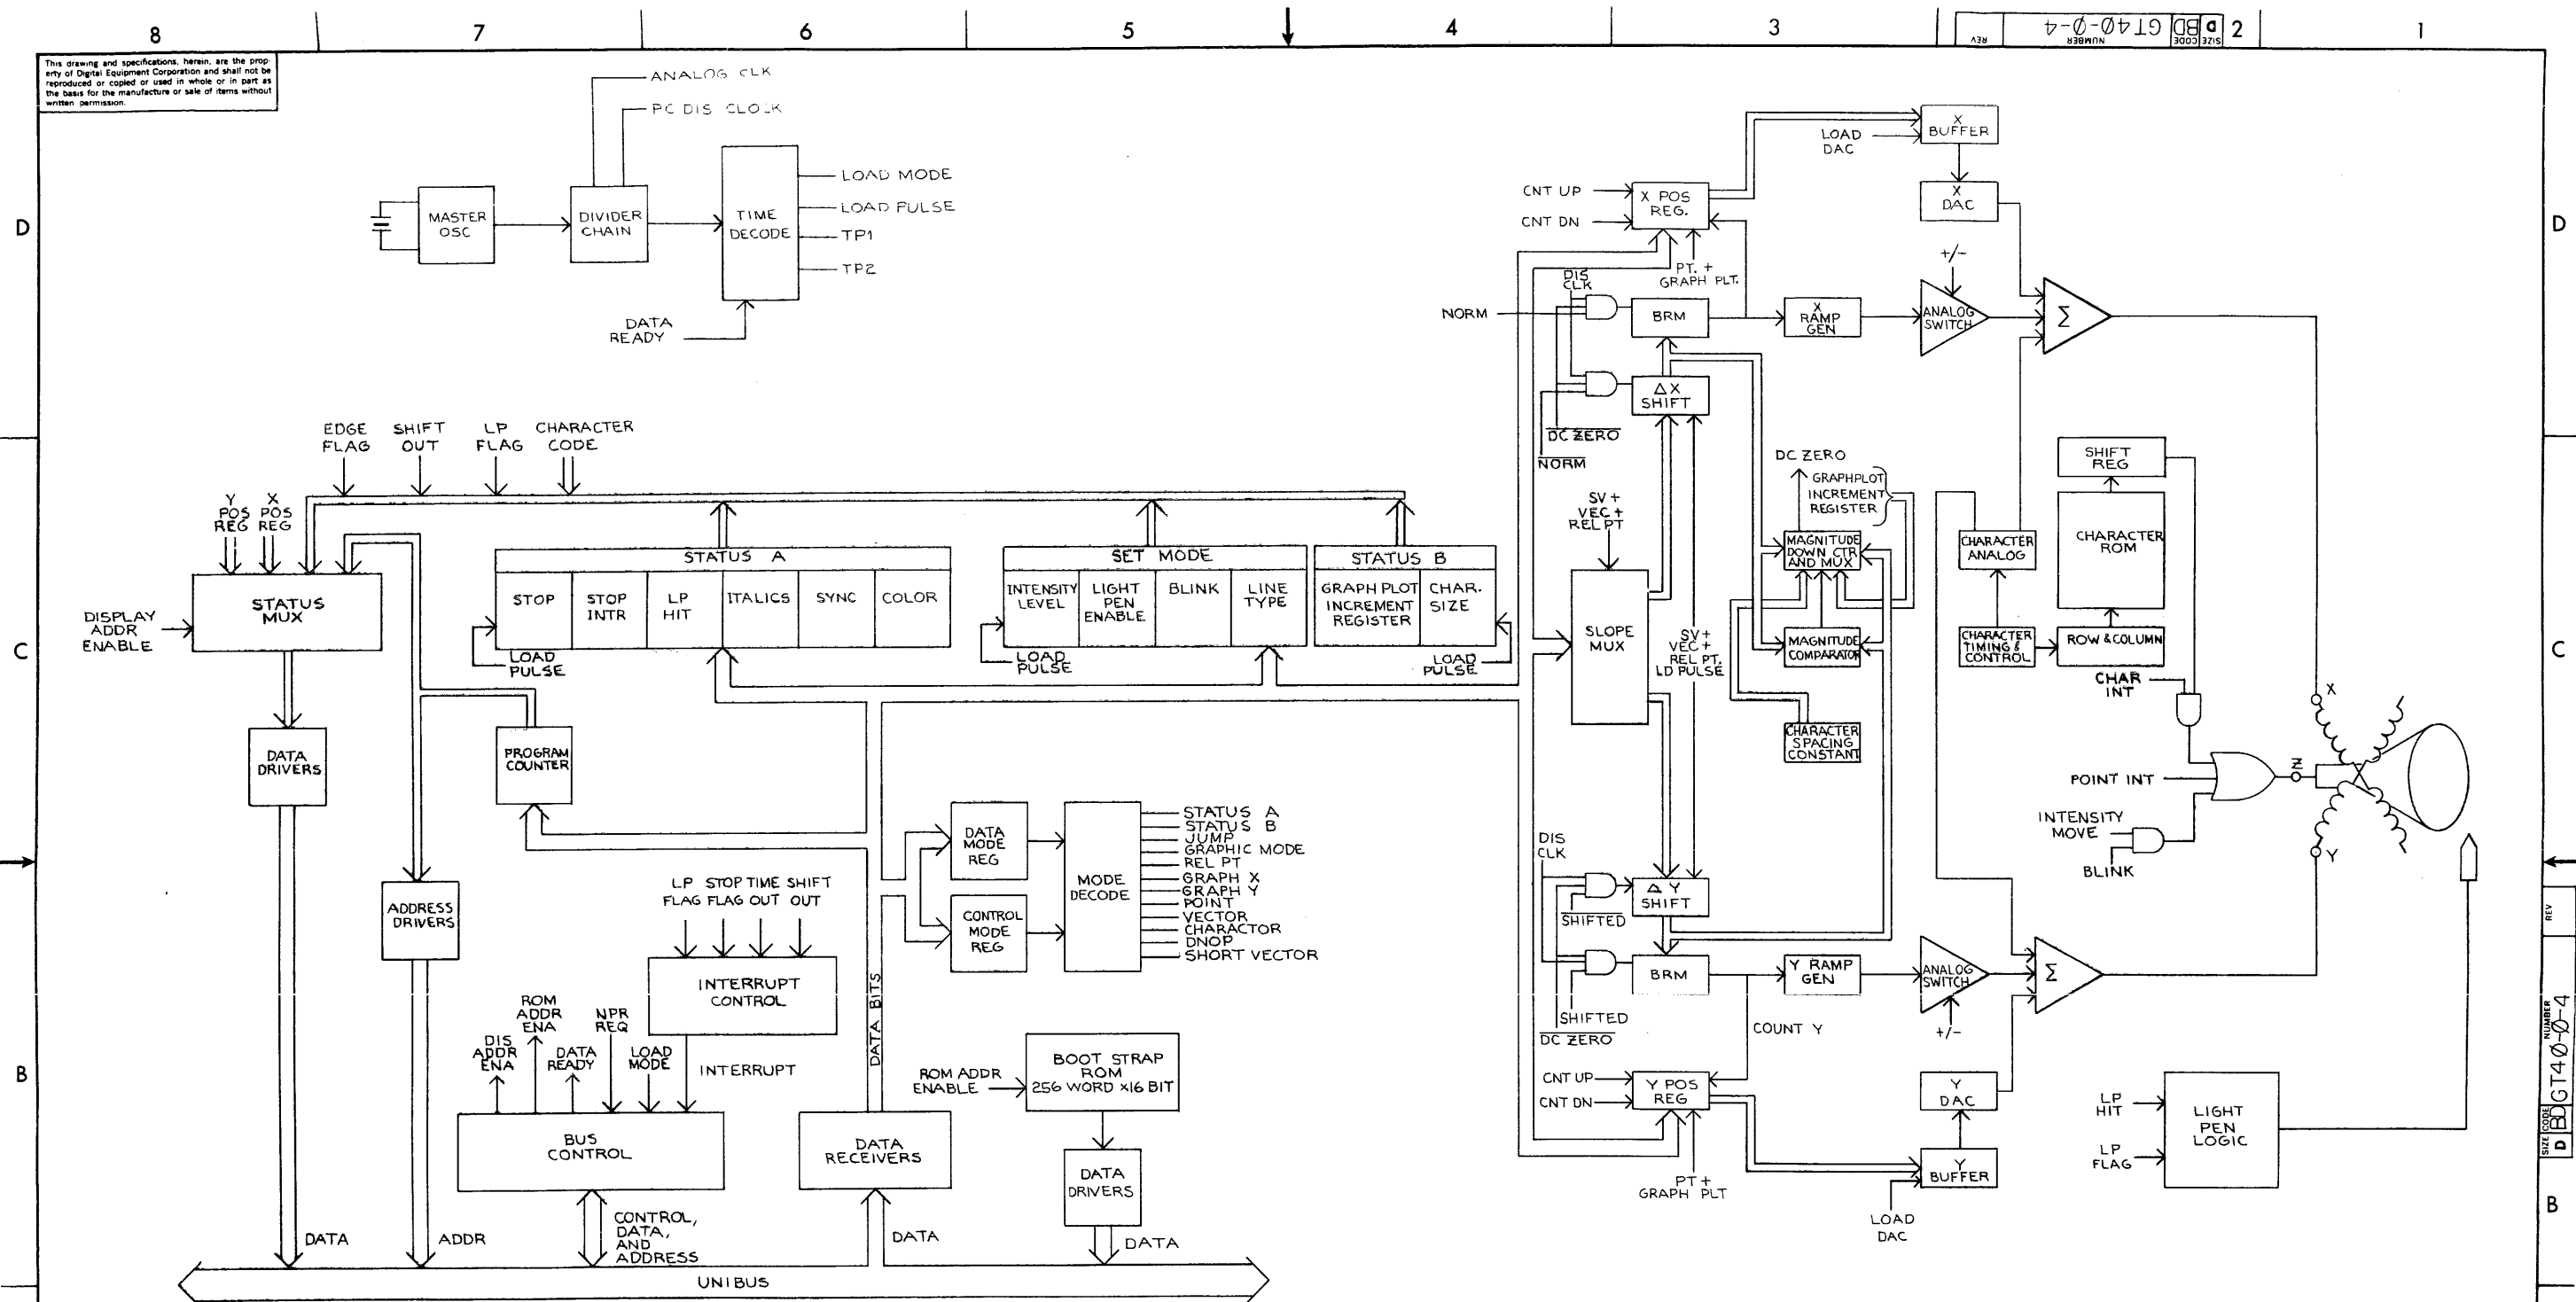 8 7 6 5 4 3 2 1
SIZE CODE NUMBER REV
D BD GT40-0-4
This drawing and specifications, herein, are the prop-
erty of Digital Equipment Corporation and shall not be
reproduced or copied or used in whole or in part as
the basis for the manufacture or sale of items without
written permission.
D
D
C
C
B
B
ANALOG CLK
PC DIS CLOCK
MASTER
OSC
DIVIDER
CHAIN
TIME
DECODE
LOAD MODE
LOAD PULSE
TP1
TP2
DATA
READY
EDGE
FLAG
SHIFT
OUT
LP
FLAG
CHARACTER
CODE
Y
POS
REG
X
POS
REG
DISPLAY
ADDR
ENABLE
STATUS
MUX
STATUS A
STOP
STOP
INTR
LP
HIT
ITALICS
SYNC
COLOR
LOAD
PULSE
SET MODE
INTENSITY
LEVEL
LIGHT
PEN
ENABLE
BLINK
LINE
TYPE
LOAD
PULSE
STATUS B
GRAPH PLOT
INCREMENT
REGISTER
CHAR.
SIZE
LOAD
PULSE
DATA
DRIVERS
PROGRAM
COUNTER
ADDRESS
DRIVERS
DATA
MODE
REG
CONTROL
MODE
REG
MODE
DECODE
STATUS A
STATUS B
JUMP
GRAPHIC MODE
REL PT
GRAPH X
GRAPH Y
POINT
VECTOR
CHARACTOR
DNOP
SHORT VECTOR
LP STOP TIME SHIFT
FLAG FLAG OUT OUT
INTERRUPT
CONTROL
INTERRUPT
DIS
ADDR
ENA
ROM
ADDR
ENA
DATA
READY
NPR
REQ
LOAD
MODE
BUS
CONTROL
DATA BITS
DATA
RECEIVERS
ROM ADDR
ENABLE
BOOT STRAP
ROM
256 WORD x16 BIT
DATA
DRIVERS
DATA
ADDR
CONTROL,
DATA,
AND
ADDRESS
DATA
DATA
UNIBUS
X
BUFFER
LOAD
DAC
X
DAC
CNT UP
CNT DN
X POS
REG.
PT. +
GRAPH PLT.
DIS
CLK
NORM
BRM
X
RAMP
GEN
+/-
ANALOG
SWITCH
Σ
Δ X
SHIFT
DC ZERO
NORM
SV +
VEC +
REL PT
SLOPE
MUX
SV +
VEC +
REL PT.
LD PULSE
DC ZERO
GRAPHPLOT
INCREMENT
REGISTER
MAGNITUDE
DOWN CTR
AND MUX
MAGNITUDE
COMPARATOR
CHARACTER
SPACING
CONSTANT
CHARACTER
ANALOG
CHARACTER
TIMING &
CONTROL
SHIFT
REG
CHARACTER
ROM
ROW & COLUMN
CHAR
INT
POINT INT
INTENSITY
MOVE
BLINK
X
Z
Y
DIS
CLK
SHIFTED
Δ Y
SHIFT
BRM
SHIFTED
DC ZERO
Y RAMP
GEN
COUNT Y
ANALOG
SWITCH
+/-
Σ
CNT UP
CNT DN
Y POS
REG
PT +
GRAPH PLT
Y
DAC
Y
BUFFER
LOAD
DAC
LP
HIT
LP
FLAG
LIGHT
PEN
LOGIC
SIZE CODE NUMBER REV
D BD GT40-0-4